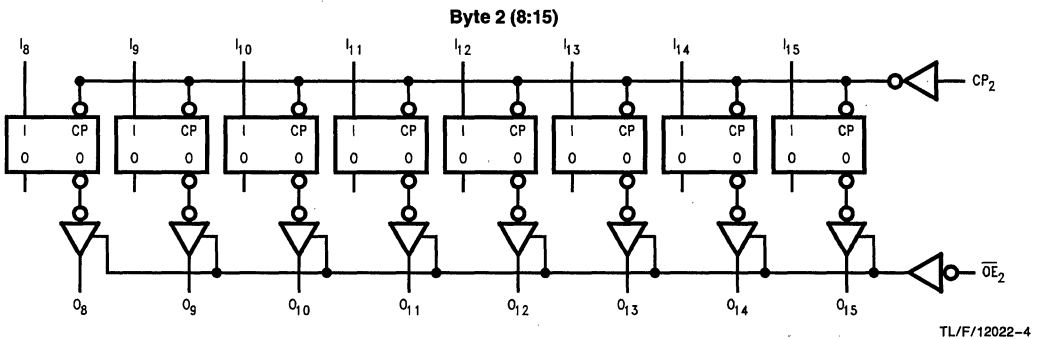 Byte 2 (8:15)
I8 I9 I10 I11 I12 I13 I14 I15
CP2
I CP I CP I CP I CP I CP I CP I CP I CP
O O O O O O O O O O O O O O O O
OE2
O8 O9 O10 O11 O12 O13 O14 O15
TL/F/12022-4